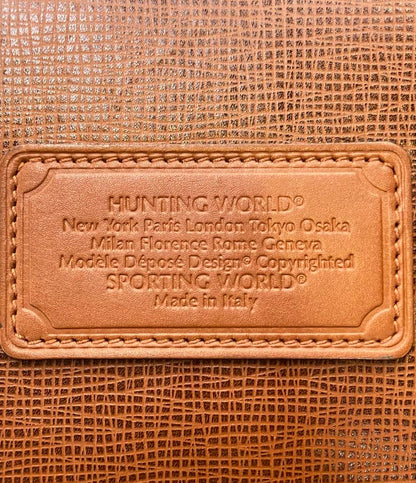 HUNTING WORLD®
New York Paris London Tokyo Osaka
Milan Florence Rome Geneva
Modèle Déposé Design© Copyrighted
SPORTING WORLD®
Made in Italy